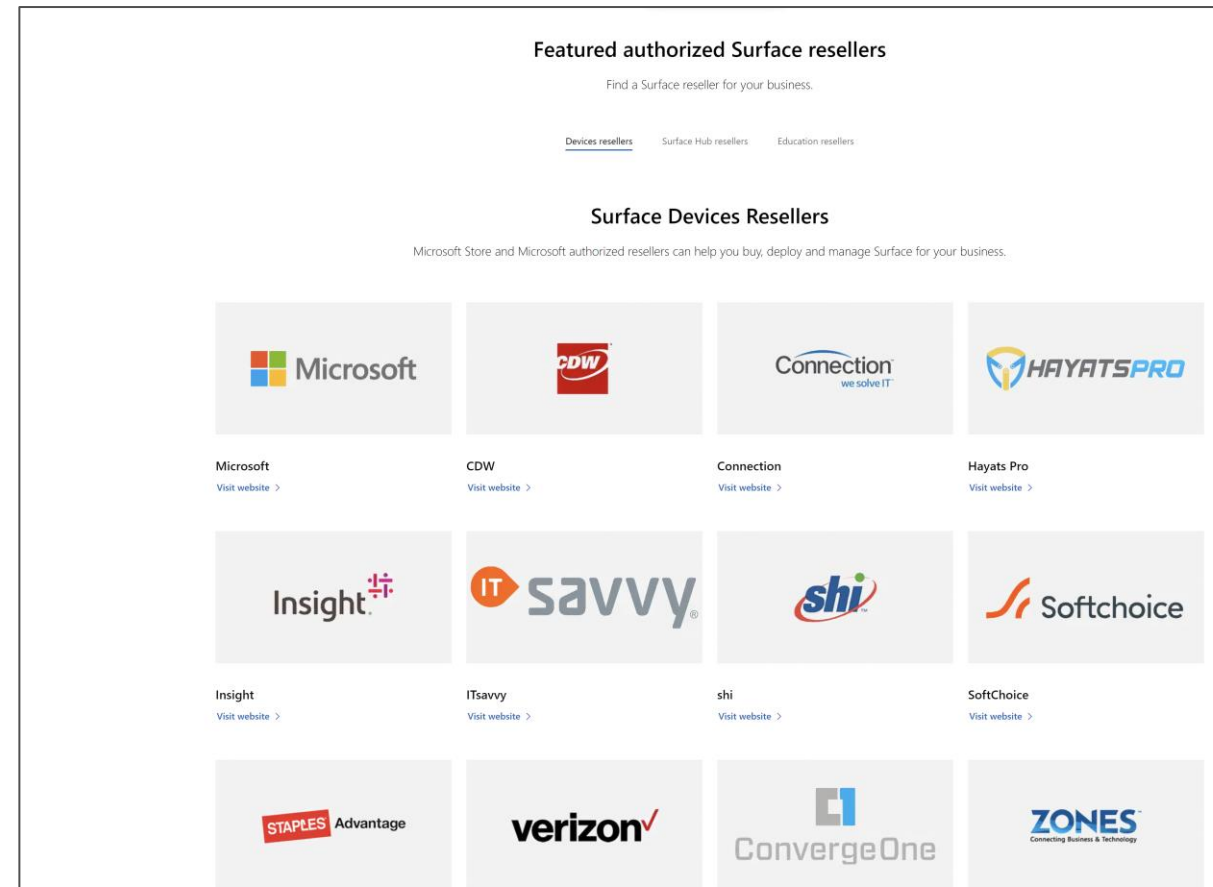 Featured authorized Surface resellers
Find a Surface reseller for your business.
Devices resellers Surface Hub resellers Education resellers
Surface Devices Resellers
Microsoft Store and Microsoft authorized resellers can help you buy, deploy and manage Surface for your business.
Microsoft
CDW
Connection
we solve IT™
HAYATSPRO
Microsoft
CDW
Connection
Hayats Pro
Visit website >
Visit website >
Visit website >
Visit website >
Insight.
IT savvy®
shi™
Softchoice
Insight
ITsavvy
shi
SoftChoice
Visit website >
Visit website >
Visit website >
Visit website >
STAPLES Advantage
verizon✓
C1
ConvergeOne
ZONES™
Connecting Business & Technology